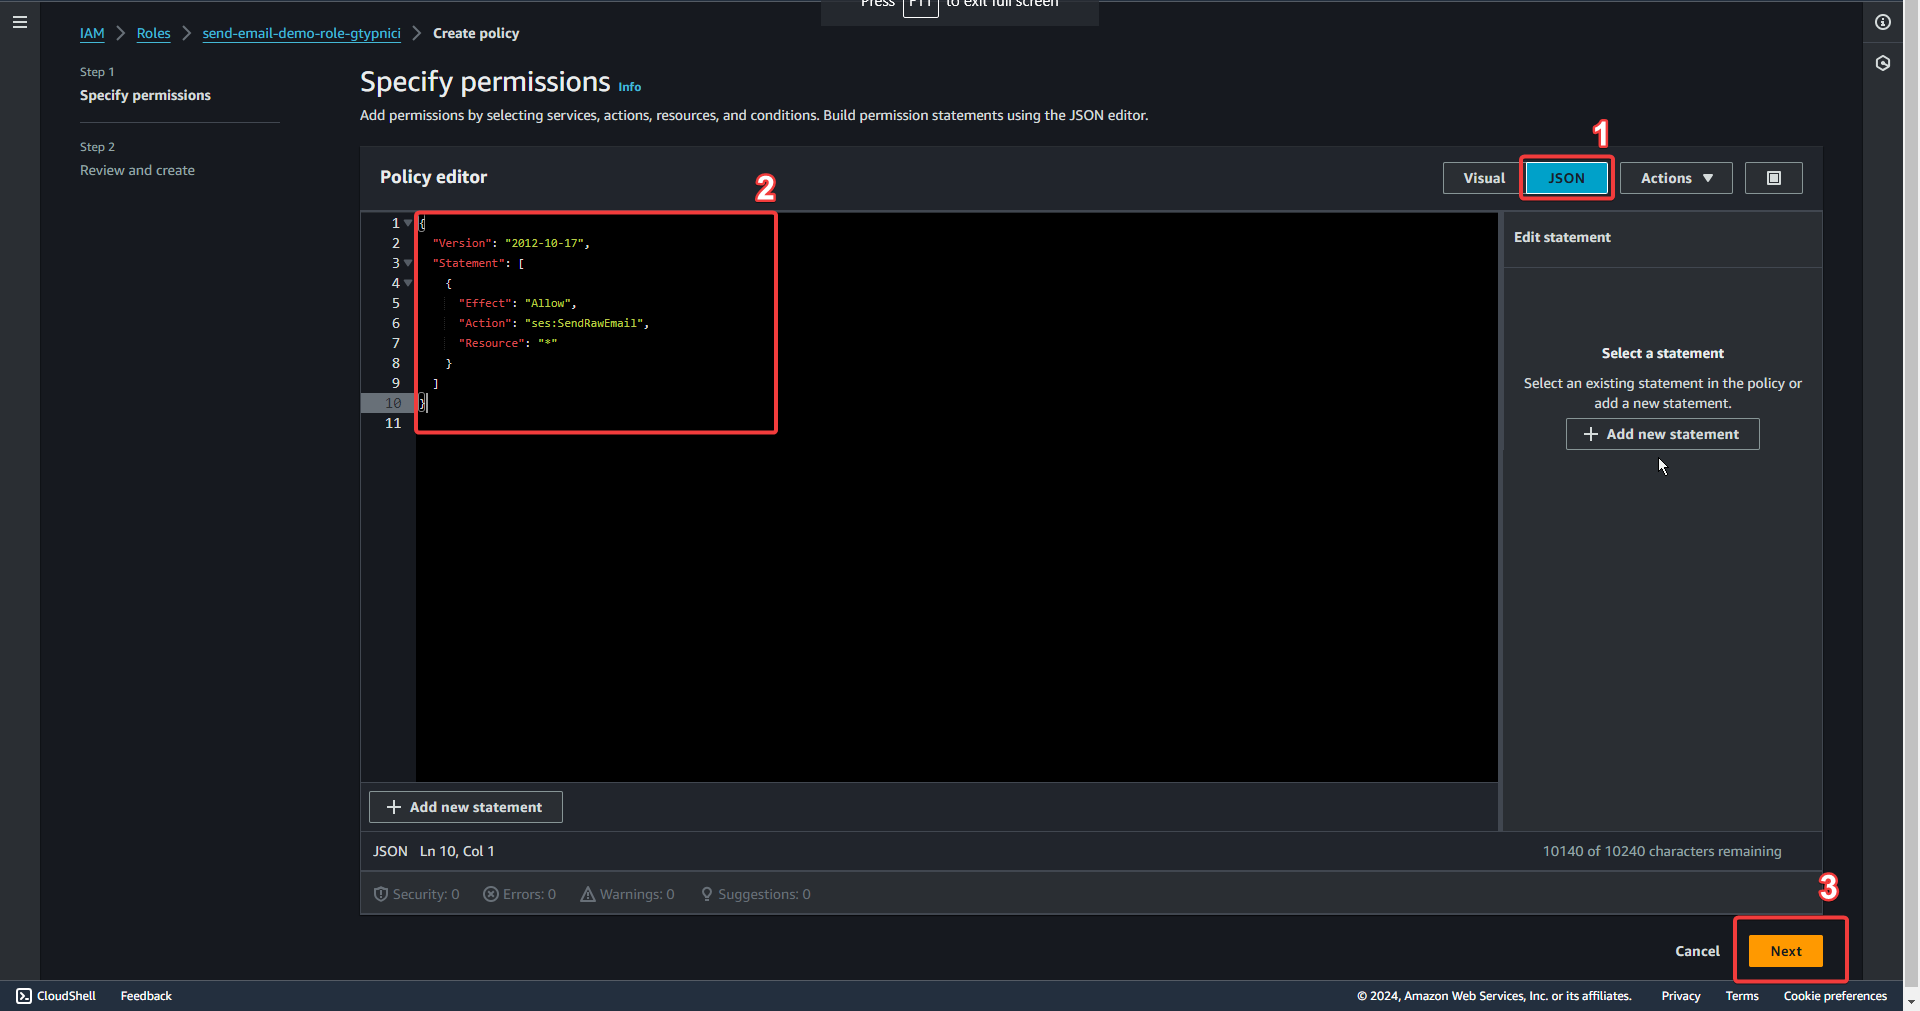 Press F11 to exit full screen
IAM > Roles > send-email-demo-role-gtypnici > Create policy
Step 1
Specify permissions
Step 2
Review and create
Specify permissions Info
Add permissions by selecting services, actions, resources, and conditions. Build permission statements using the JSON editor.
1
Policy editor
2
Visual JSON Actions
1 {
2 "Version": "2012-10-17",
3 "Statement": [
4 {
5 "Effect": "Allow",
6 "Action": "ses:SendRawEmail",
7 "Resource": "*"
8 }
9 ]
10 }
11
Edit statement
Select a statement
Select an existing statement in the policy or
add a new statement.
+ Add new statement
+ Add new statement
JSON Ln 10, Col 1
10140 of 10240 characters remaining
Security: 0 Errors: 0 Warnings: 0 Suggestions: 0
3
Cancel Next
CloudShell Feedback
© 2024, Amazon Web Services, Inc. or its affiliates. Privacy Terms Cookie preferences